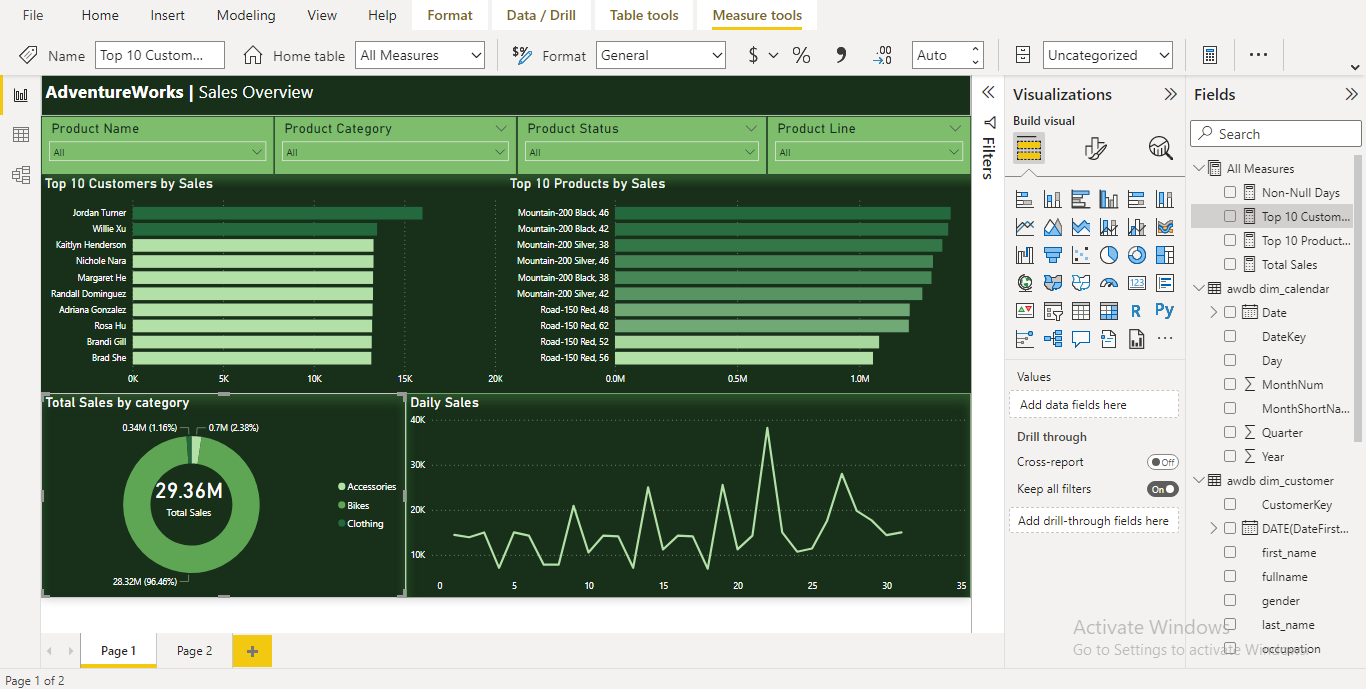 File Home Insert Modeling View Help Format Data / Drill Table tools Measure tools
Name Top 10 Custom... Home table All Measures $% Format General $ % 9 .00 →.0 Auto Uncategorized ...
AdventureWorks | Sales Overview
Product Name Product Category Product Status Product Line
All All All All
Top 10 Customers by Sales
Jordan Turner
Willie Xu
Kaitlyn Henderson
Nichole Nara
Margaret He
Randall Dominguez
Adriana Gonzalez
Rosa Hu
Brandi Gill
Brad She
0K 5K 10K 15K 20K
Top 10 Products by Sales
Mountain-200 Black, 46
Mountain-200 Black, 42
Mountain-200 Silver, 38
Mountain-200 Silver, 46
Mountain-200 Black, 38
Mountain-200 Silver, 42
Road-150 Red, 48
Road-150 Red, 62
Road-150 Red, 52
Road-150 Red, 56
0.0M 0.5M 1.0M
Total Sales by category
0.34M (1.16%) 0.7M (2.38%)
29.36M
Total Sales
28.32M (96.46%)
Accessories
Bikes
Clothing
Daily Sales
40K
30K
20K
10K
0 5 10 15 20 25 30 35
Page 1 Page 2 +
Page 1 of 2
Filters
Visualizations
Build visual
123
R Py
...
Values
Add data fields here
Drill through
Cross-report Off
Keep all filters On
Add drill-through fields here
Fields
Search
All Measures
Non-Null Days
Top 10 Custom...
Top 10 Product...
Total Sales
awdb dim_calendar
Date
DateKey
Day
∑ MonthNum
MonthShortNa...
∑ Quarter
∑ Year
awdb dim_customer
CustomerKey
DATE(DateFirst...
first_name
fullname
gender
last_name
occupation
Activate Windows
Go to Settings to activate Windows.